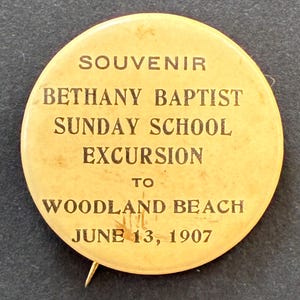 SOUVENIR
BETHANY BAPTIST
SUNDAY SCHOOL
EXCURSION
TO
WOODLAND BEACH
JUNE 13, 1907